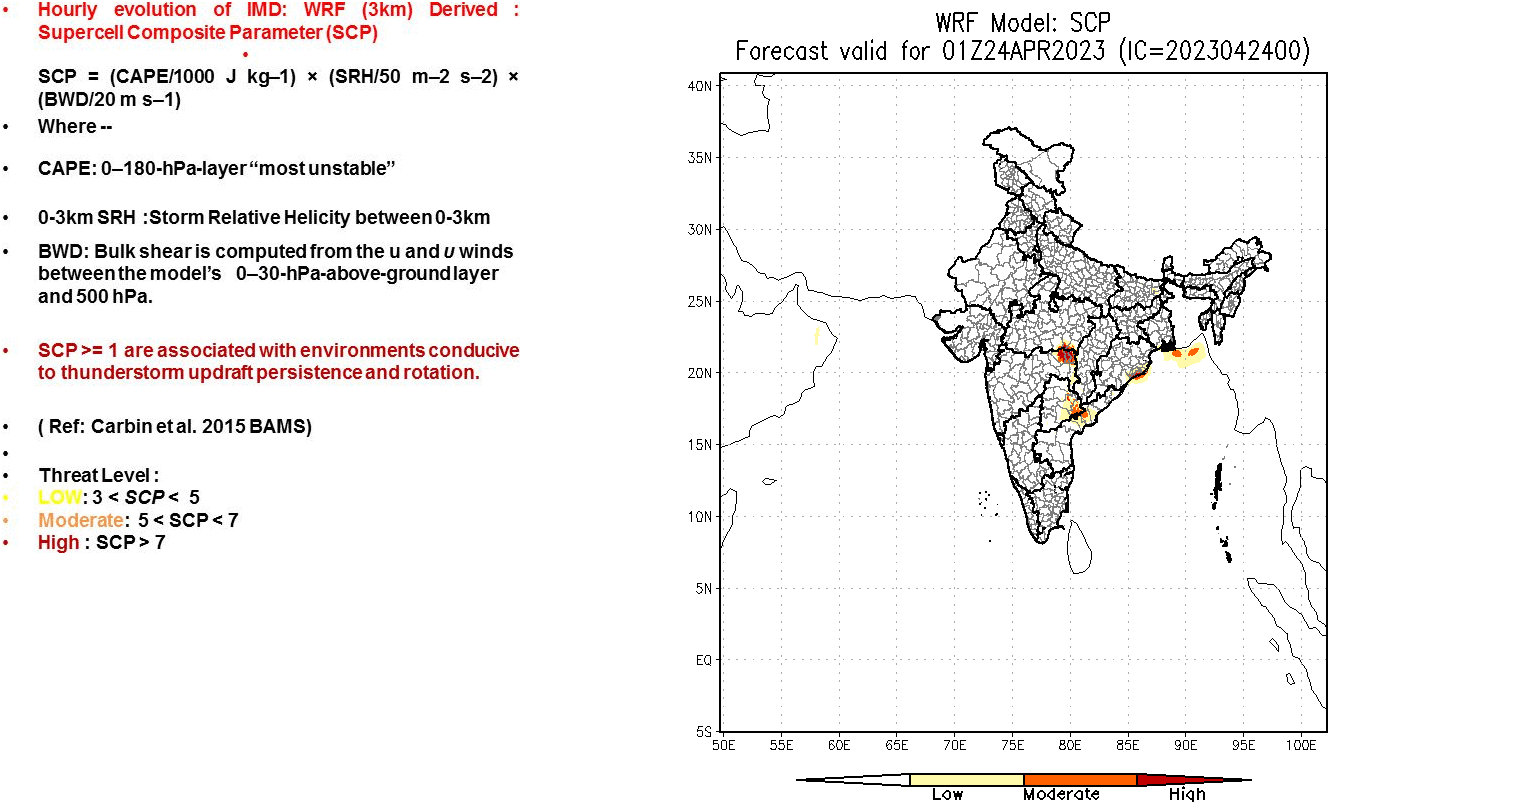 • Hourly evolution of IMD: WRF (3km) Derived :
Supercell Composite Parameter (SCP)
•
SCP = (CAPE/1000 J kg–1) × (SRH/50 m–2 s–2) ×
(BWD/20 m s–1)
• Where --
• CAPE: 0–180-hPa-layer “most unstable”
• 0-3km SRH :Storm Relative Helicity between 0-3km
• BWD: Bulk shear is computed from the u and υ winds
between the model’s 0–30-hPa-above-ground layer
and 500 hPa.
• SCP >= 1 are associated with environments conducive
to thunderstorm updraft persistence and rotation.
• ( Ref: Carbin et al. 2015 BAMS)
•
• Threat Level :
• LOW: 3 < SCP < 5
• Moderate: 5 < SCP < 7
• High : SCP > 7
WRF Model: SCP
Forecast valid for 01Z24APR2023 (IC=2023042400)
40N
35N
30N
25N
20N
15N
10N
5N
EQ
5S
50E 55E 60E 65E 70E 75E 80E 85E 90E 95E 100E
Low Moderate High